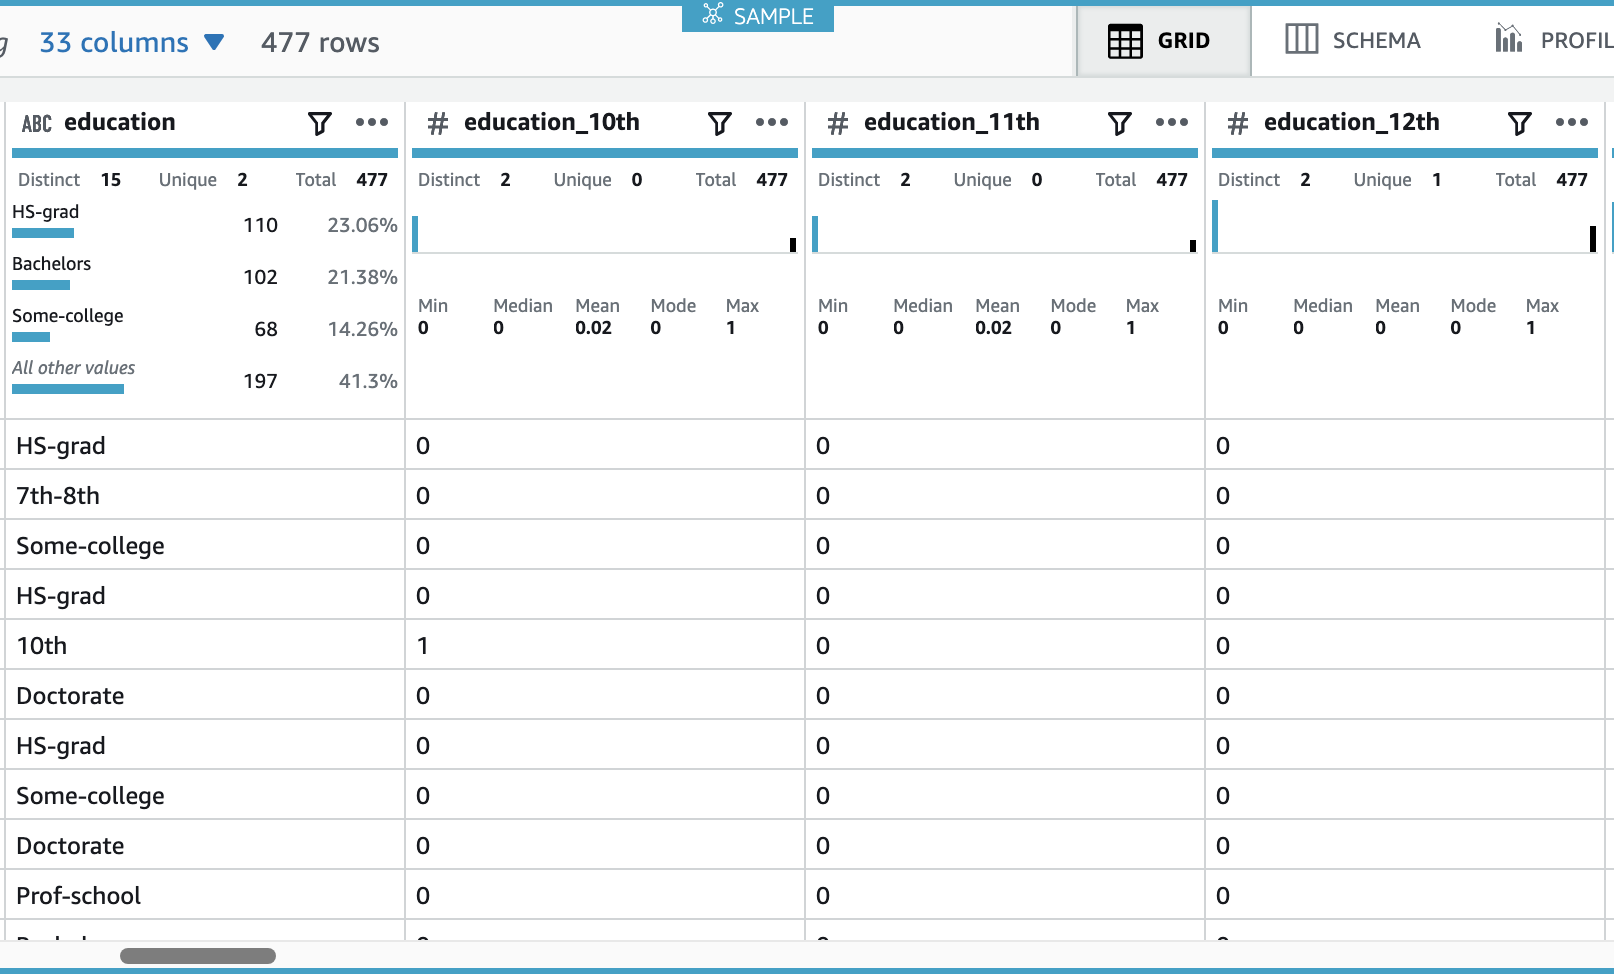 SAMPLE
33 columns 477 rows GRID SCHEMA PROFIL
ABC education # education_10th # education_11th # education_12th
Distinct 15 Unique 2 Total 477 Distinct 2 Unique 0 Total 477 Distinct 2 Unique 0 Total 477 Distinct 2 Unique 1 Total 477
HS-grad 110 23.06%
Bachelors 102 21.38%
Some-college 68 14.26%
All other values 197 41.3%
Min Median Mean Mode Max Min Median Mean Mode Max Min Median Mean Mode Max
0 0 0.02 0 1 0 0 0.02 0 1 0 0 0 0 1
HS-grad 0 0 0
7th-8th 0 0 0
Some-college 0 0 0
HS-grad 0 0 0
10th 1 0 0
Doctorate 0 0 0
HS-grad 0 0 0
Some-college 0 0 0
Doctorate 0 0 0
Prof-school 0 0 0